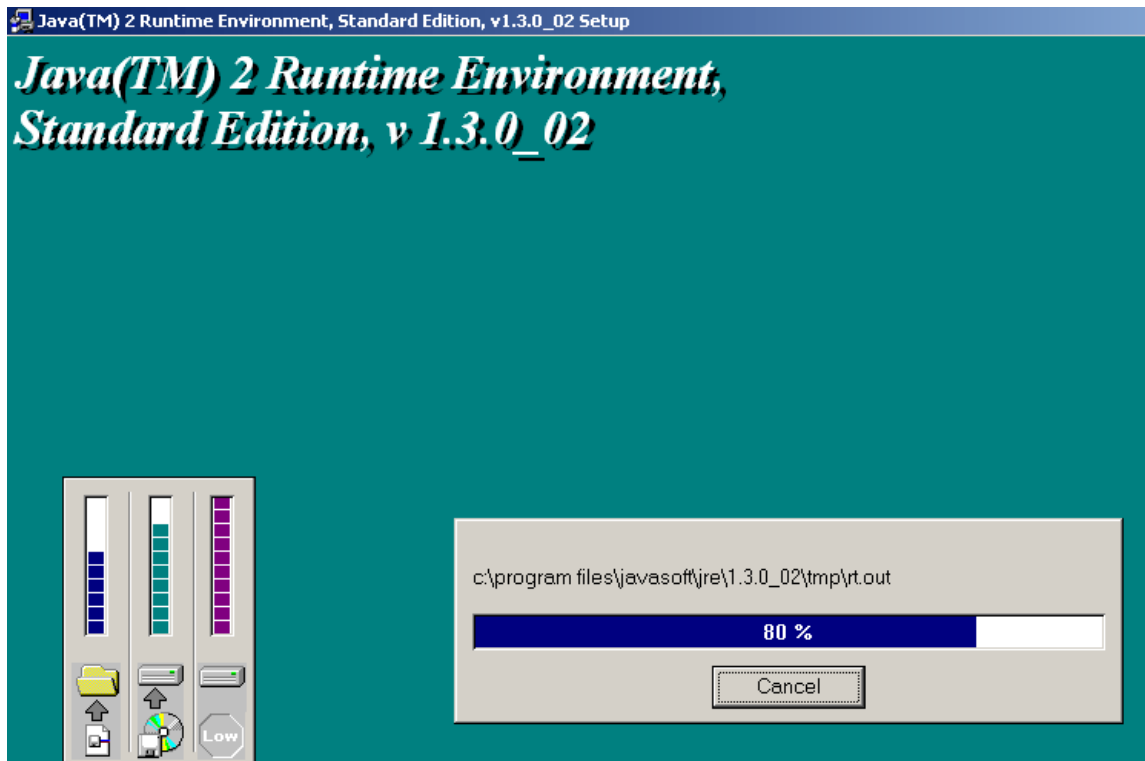 Java(TM) 2 Runtime Environment, Standard Edition, v1.3.0_02 Setup
Java(TM) 2 Runtime Environment,
Standard Edition, v 1.3.0_02
c:\program files\javasoft\jre\1.3.0_02\tmp\rt.out
80 %
Cancel
Low